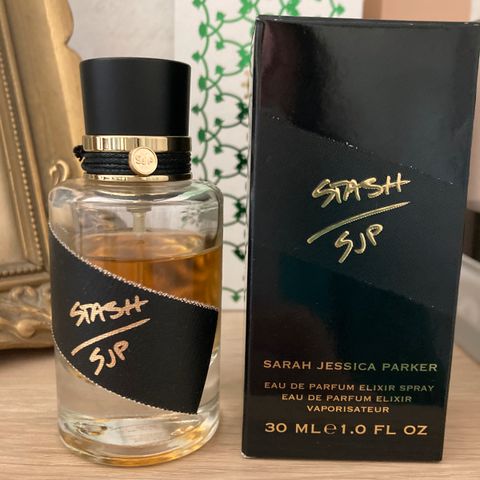 SJP
STASH
SJP
STASH
SJP
SARAH JESSICA PARKER
EAU DE PARFUM ELIXIR SPRAY
EAU DE PARFUM ELIXIR
VAPORISATEUR
30 ML℮1.0 FL OZ